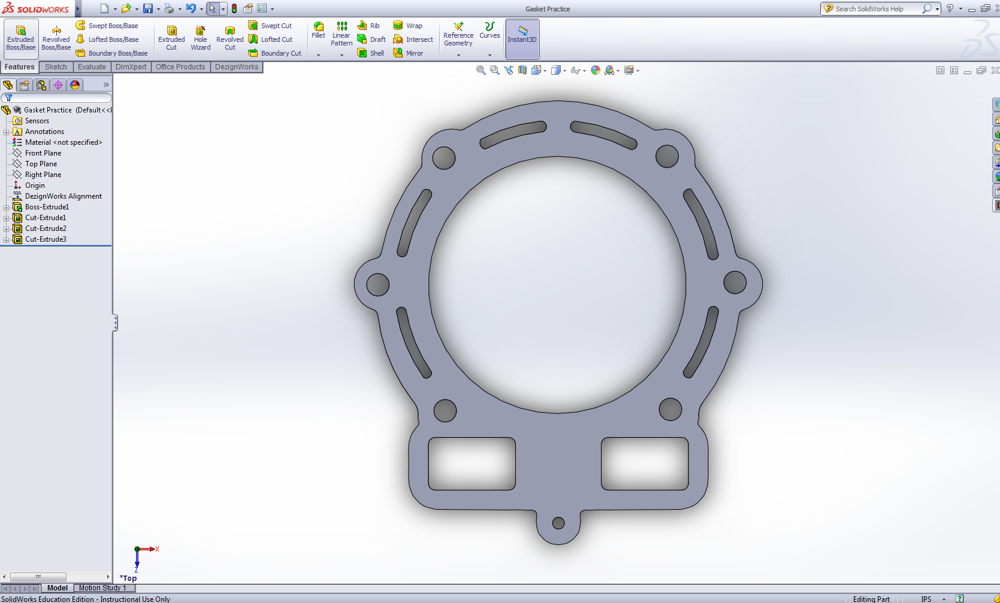 SOLIDWORKS
Gasket Practice
Search SolidWorks Help
Extruded Boss/Base
Revolved Boss/Base
Swept Boss/Base
Lofted Boss/Base
Boundary Boss/Base
Extruded Cut
Hole Wizard
Revolved Cut
Swept Cut
Lofted Cut
Boundary Cut
Fillet
Linear Pattern
Rib
Draft
Shell
Wrap
Intersect
Mirror
Reference Geometry
Curves
Instant3D
Features
Sketch
Evaluate
DimXpert
Office Products
DezignWorks
Gasket Practice (Default<<
Sensors
Annotations
Material <not specified>
Front Plane
Top Plane
Right Plane
Origin
DezignWorks Alignment
Boss-Extrude1
Cut-Extrude1
Cut-Extrude2
Cut-Extrude3
X
Z
*Top
Model
Motion Study 1
SolidWorks Education Edition - Instructional Use Only
Editing Part
IPS